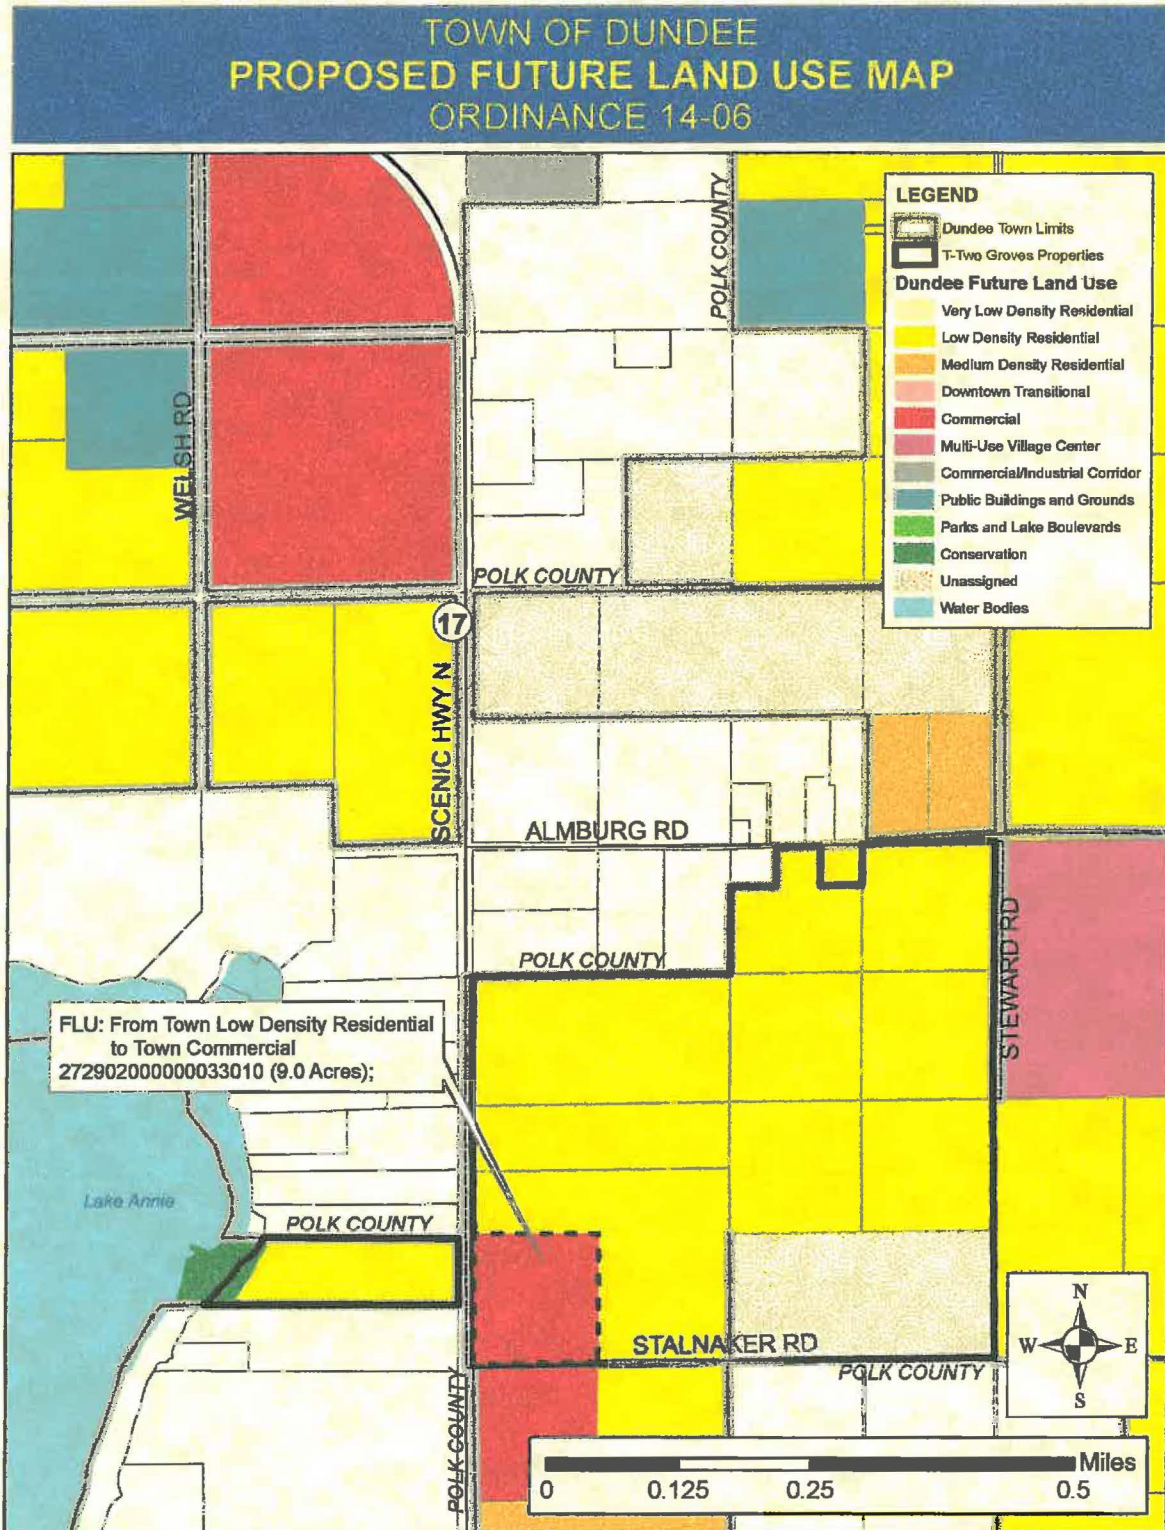 TOWN OF DUNDEE
PROPOSED FUTURE LAND USE MAP
ORDINANCE 14-06
POLK COUNTY
LEGEND
Dundee Town Limits
T-Two Groves Properties
Dundee Future Land Use
Very Low Density Residential
Low Density Residential
Medium Density Residential
Downtown Transitional
Commercial
Multi-Use Village Center
Commercial/Industrial Corridor
Public Buildings and Grounds
Parks and Lake Boulevards
Conservation
Unassigned
Water Bodies
WELSH RD
POLK COUNTY
17
SCENIC HWY N
ALMBURG RD
POLK COUNTY
STEWARD RD
FLU: From Town Low Density Residential
to Town Commercial
272902000000033010 (9.0 Acres);
Lake Annie
POLK COUNTY
STALNAKER RD
POLK COUNTY
POLK COUNTY
N
W E
S
Miles
0 0.125 0.25 0.5